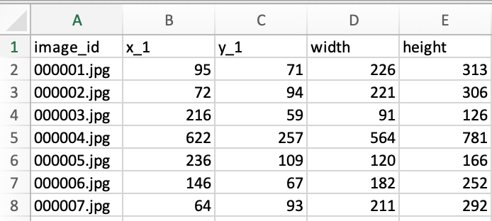 A B C D E
1 image_id x_1 y_1 width height
2 000001.jpg 95 71 226 313
3 000002.jpg 72 94 221 306
4 000003.jpg 216 59 91 126
5 000004.jpg 622 257 564 781
6 000005.jpg 236 109 120 166
7 000006.jpg 146 67 182 252
8 000007.jpg 64 93 211 292